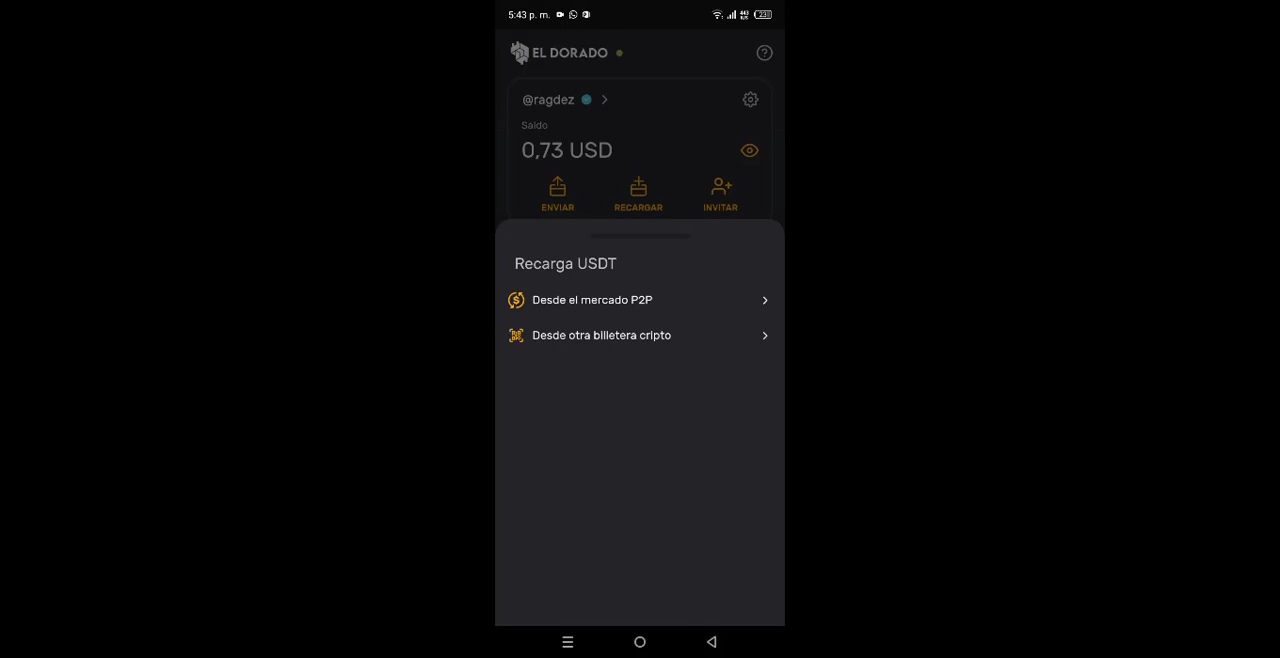 5:43 p. m.
EL DORADO
@ragdez
Saldo
0,73 USD
ENVIAR
RECARGAR
INVITAR
Recarga USDT
Desde el mercado P2P
Desde otra billetera cripto